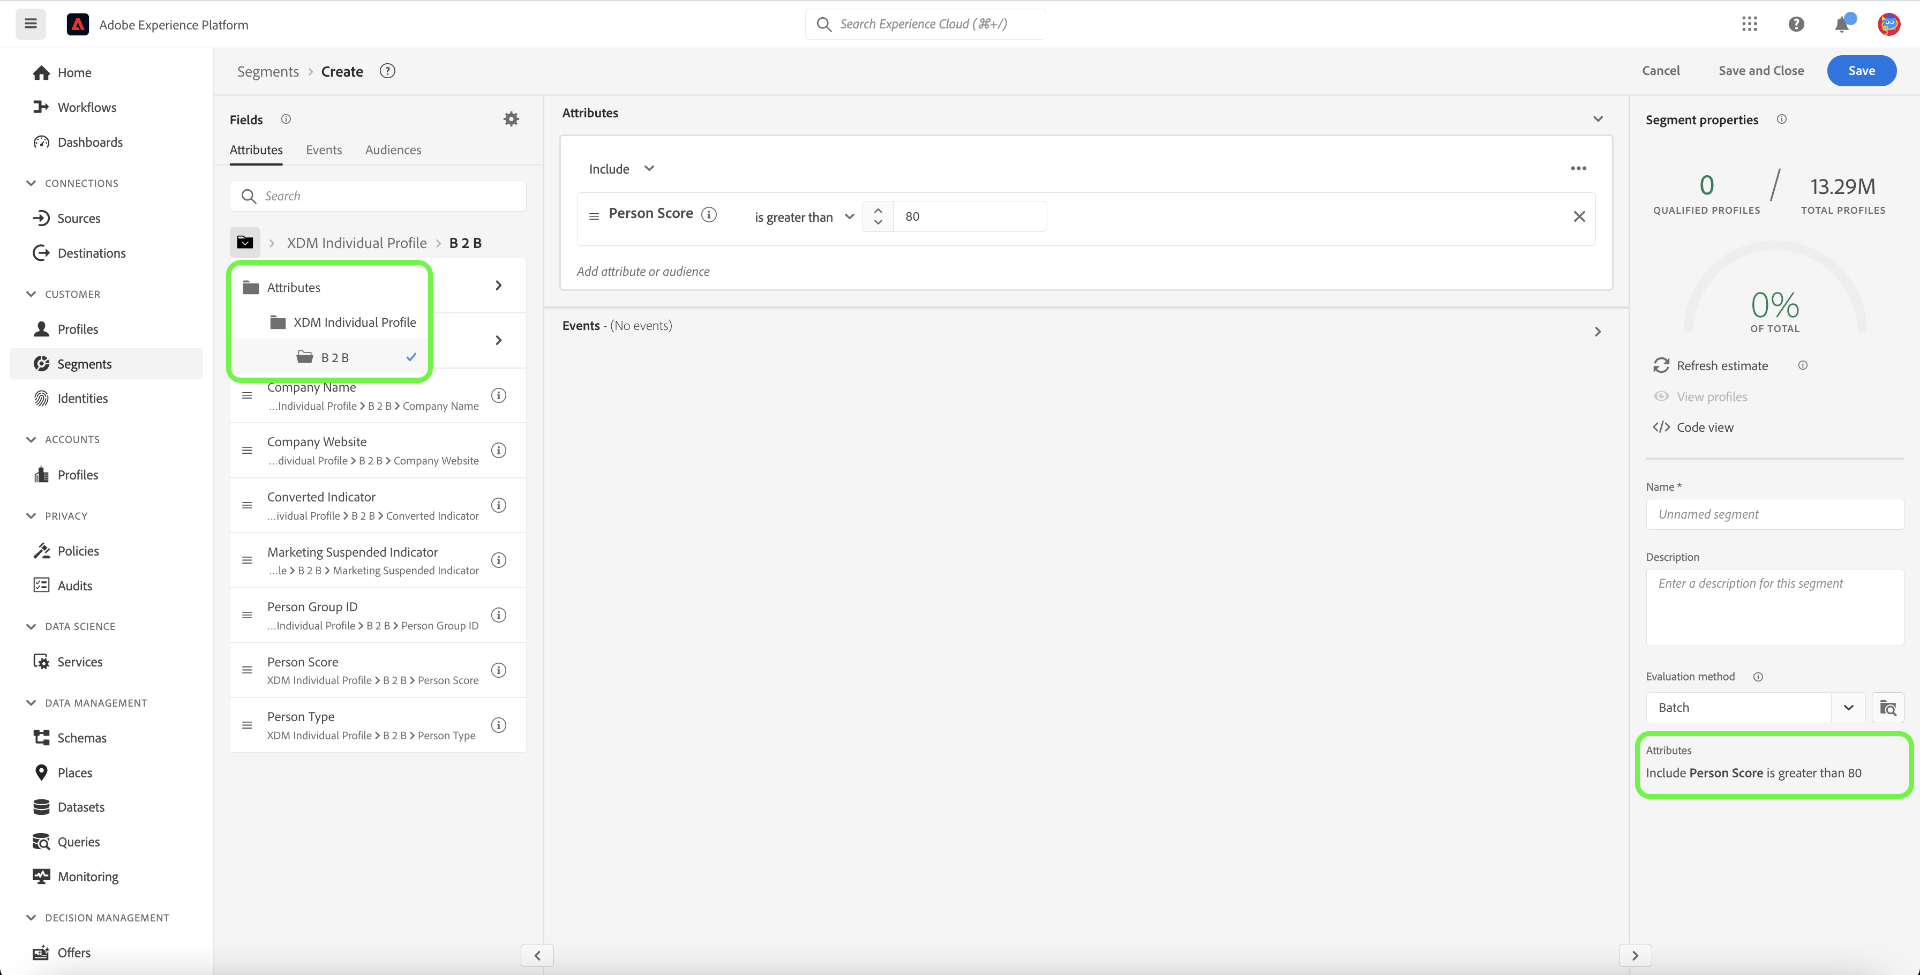 Adobe Experience Platform
Search Experience Cloud (⌘+/)
Home
Workflows
Dashboards
CONNECTIONS
Sources
Destinations
CUSTOMER
Profiles
Segments
Identities
ACCOUNTS
Profiles
PRIVACY
Policies
Audits
DATA SCIENCE
Services
DATA MANAGEMENT
Schemas
Places
Datasets
Queries
Monitoring
DECISION MANAGEMENT
Offers
Segments > Create
Cancel
Save and Close
Save
Fields
Attributes Events Audiences
Search
XDM Individual Profile > B 2 B
Attributes
XDM Individual Profile
B 2 B
Company Name
...Individual Profile > B 2 B > Company Name
Company Website
...dividual Profile > B 2 B > Company Website
Converted Indicator
...ividual Profile > B 2 B > Converted Indicator
Marketing Suspended Indicator
...le > B 2 B > Marketing Suspended Indicator
Person Group ID
...Individual Profile > B 2 B > Person Group ID
Person Score
XDM Individual Profile > B 2 B > Person Score
Person Type
XDM Individual Profile > B 2 B > Person Type
Attributes
Include
Person Score is greater than 80
Add attribute or audience
Events - (No events)
Segment properties
0 / 13.29M
QUALIFIED PROFILES TOTAL PROFILES
0%
OF TOTAL
Refresh estimate
View profiles
</> Code view
Name *
Unnamed segment
Description
Enter a description for this segment
Evaluation method
Batch
Attributes
Include Person Score is greater than 80